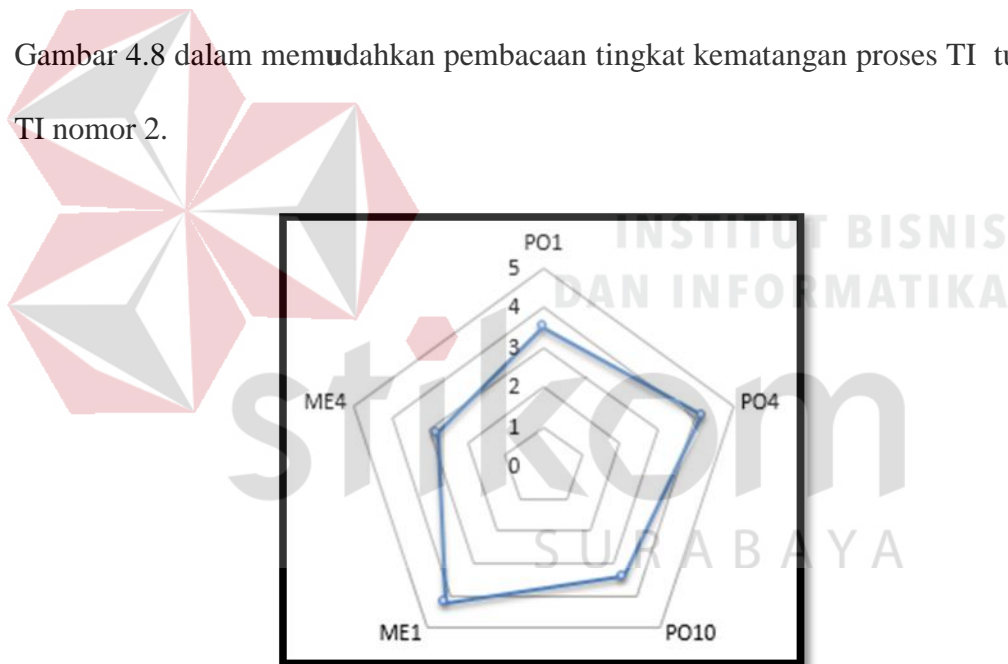 Gambar 4.8 dalam memudahkan pembacaan tingkat kematangan proses TI
TI nomor 2.
INSTITUT BISNIS
DAN INFORMATIKA
stikom
SURABAYA
PO1
5
4
3
2
1
0
ME4
PO4
ME1
PO10